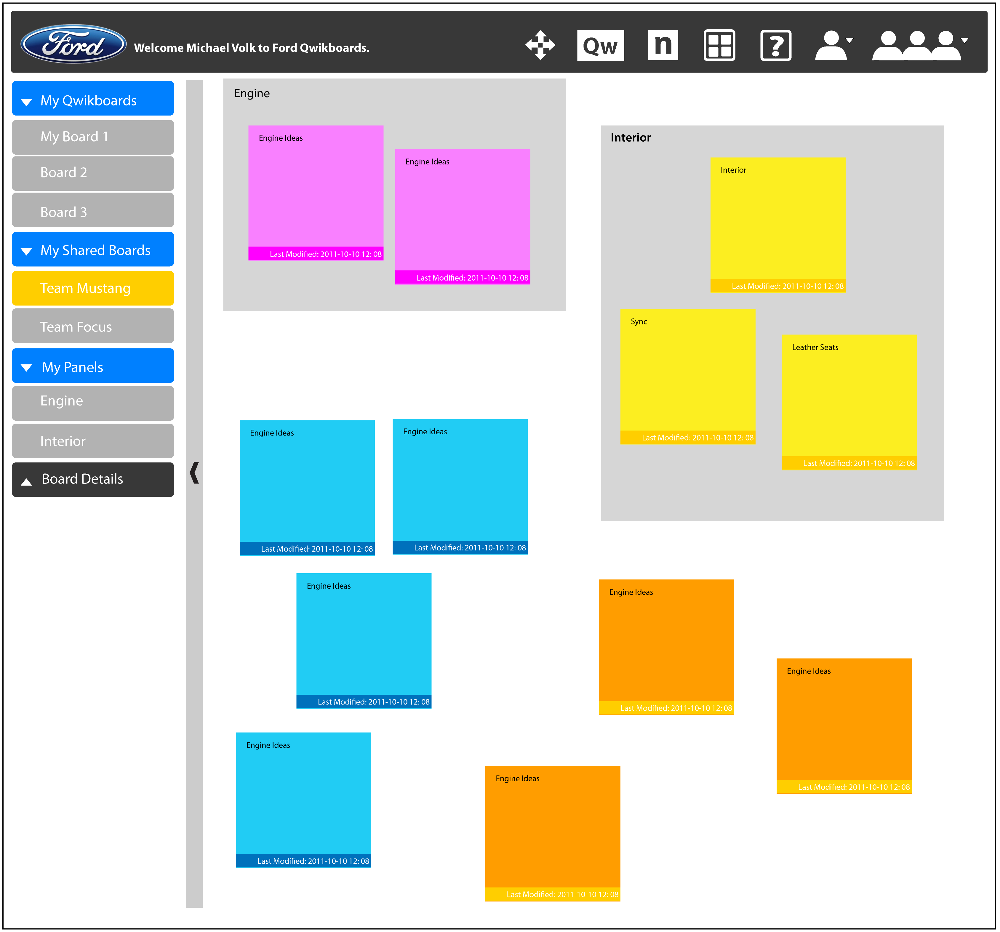 Ford
Welcome Michael Volk to Ford Qwikboards.
Qw
n
?
My Qwikboards
My Board 1
Board 2
Board 3
My Shared Boards
Team Mustang
Team Focus
My Panels
Engine
Interior
Board Details
Engine
Engine Ideas
Last Modified: 2011-10-10 12: 08
Engine Ideas
Last Modified: 2011-10-10 12: 08
Interior
Interior
Last Modified: 2011-10-10 12: 08
Sync
Last Modified: 2011-10-10 12: 08
Leather Seats
Last Modified: 2011-10-10 12: 08
Engine Ideas
Last Modified: 2011-10-10 12: 08
Engine Ideas
Last Modified: 2011-10-10 12: 08
Engine Ideas
Last Modified: 2011-10-10 12: 08
Engine Ideas
Last Modified: 2011-10-10 12: 08
Engine Ideas
Last Modified: 2011-10-10 12: 08
Engine Ideas
Last Modified: 2011-10-10 12: 08
Engine Ideas
Last Modified: 2011-10-10 12: 08